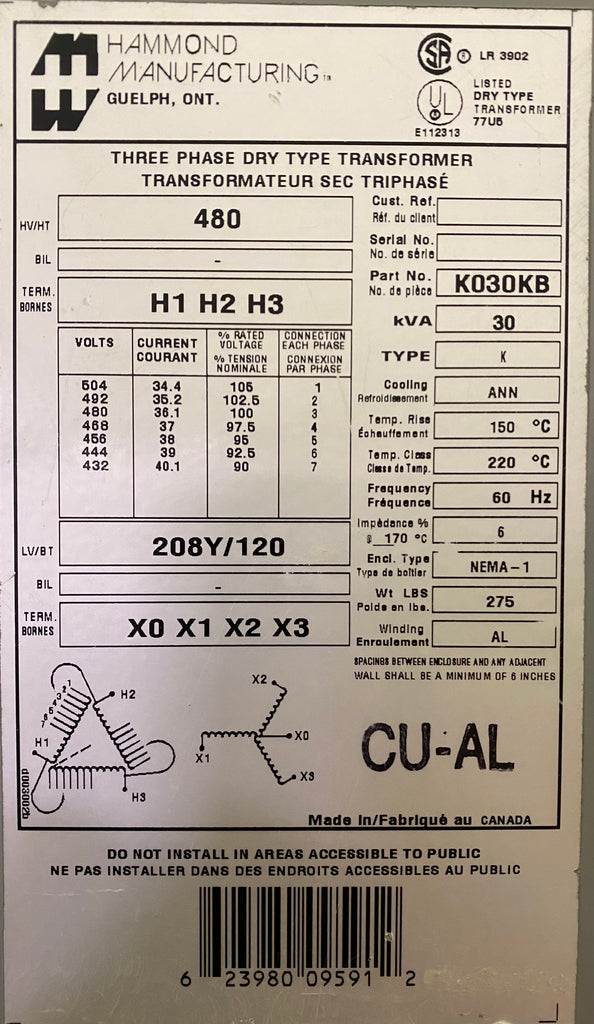 HAMMOND
MANUFACTURING™
GUELPH, ONT.
SA ® LR 3902
UL
LISTED
DRY TYPE
TRANSFORMER
77U5
E112313
THREE PHASE DRY TYPE TRANSFORMER
TRANSFORMATEUR SEC TRIPHASÉ
HV/HT 480
BIL -
TERM. BORNES H1 H2 H3
VOLTS CURRENT COURANT % RATED VOLTAGE % TENSION NOMINALE CONNECTION EACH PHASE CONNEXION PAR PHASE
504 34.4 105 1
492 35.2 102.5 2
480 36.1 100 3
468 37 97.5 4
456 38 95 5
444 39 92.5 6
432 40.1 90 7
LV/BT 208Y/120
BIL -
TERM. BORNES X0 X1 X2 X3
Cust. Ref.
Réf. du client
Serial No.
No. de série
Part No. K030KB
No. de pièce
kVA 30
TYPE K
Cooling ANN
Refroidissement
Temp. Rise 150 °C
Échauffement
Temp. Class 220 °C
Classe de Temp.
Frequency 60 Hz
Fréquence
Impédance % 6
@ 170 °C
Encl. Type NEMA-1
Type de boîtier
Wt LBS 275
Poids en lbs.
Winding AL
Enroulement
SPACINGS BETWEEN ENCLOSURE AND ANY ADJACENT
WALL SHALL BE A MINIMUM OF 6 INCHES
1
2
3
4
5
6
7
H1
H2
H3
X2
X0
X1
X3
CU-AL
Made in/Fabriqué au CANADA
DO NOT INSTALL IN AREAS ACCESSIBLE TO PUBLIC
NE PAS INSTALLER DANS DES ENDROITS ACCESSIBLES AU PUBLIC
6 23980 09591 2